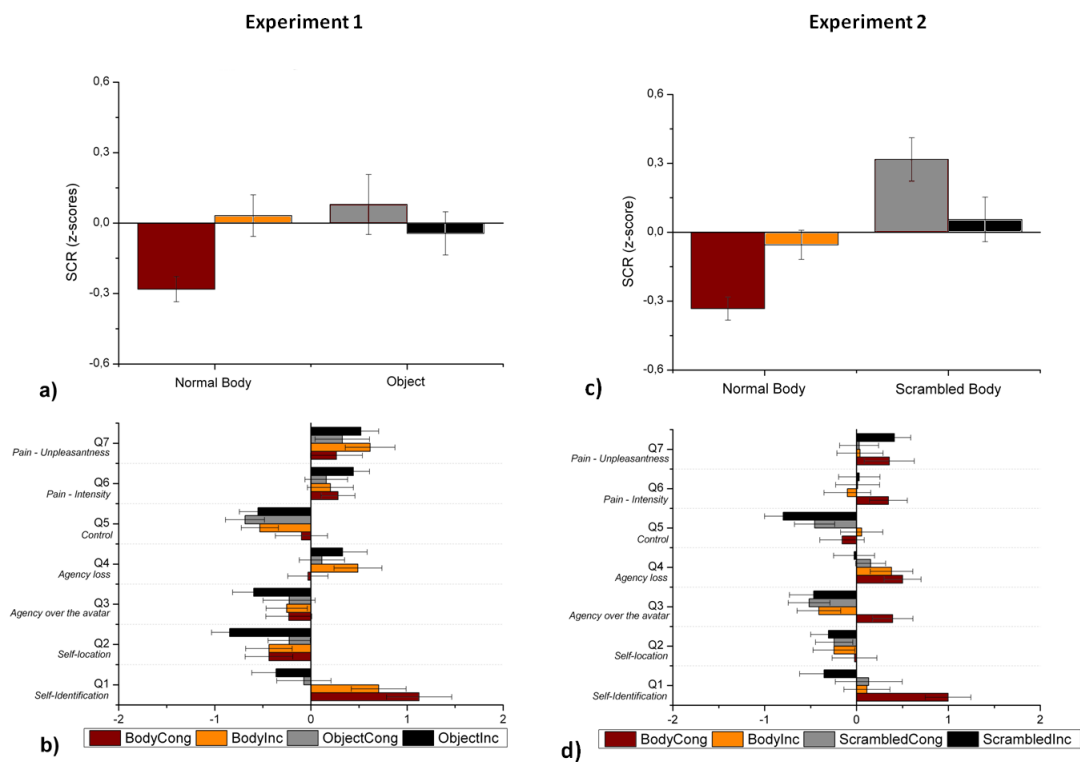 Experiment 1
Experiment 2
0,6
0,3
0,0
-0,3
-0,6
SCR (z-scores)
Normal Body
Object
a)
0,6
0,3
0,0
-0,3
-0,6
SCR (z-score)
Normal Body
Scrambled Body
c)
Q7
Pain - Unpleasantness
Q6
Pain - Intensity
Q5
Control
Q4
Agency loss
Q3
Agency over the avatar
Q2
Self-location
Q1
Self-Identification
-2
-1
0
1
2
b)
BodyCong BodyInc ObjectCong ObjectInc
Q7
Pain - Unpleasantness
Q6
Pain - Intensity
Q5
Control
Q4
Agency loss
Q3
Agency over the avatar
Q2
Self-location
Q1
Self-Identification
-2
-1
0
1
2
d)
BodyCong BodyInc ScrambledCong ScrambledInc